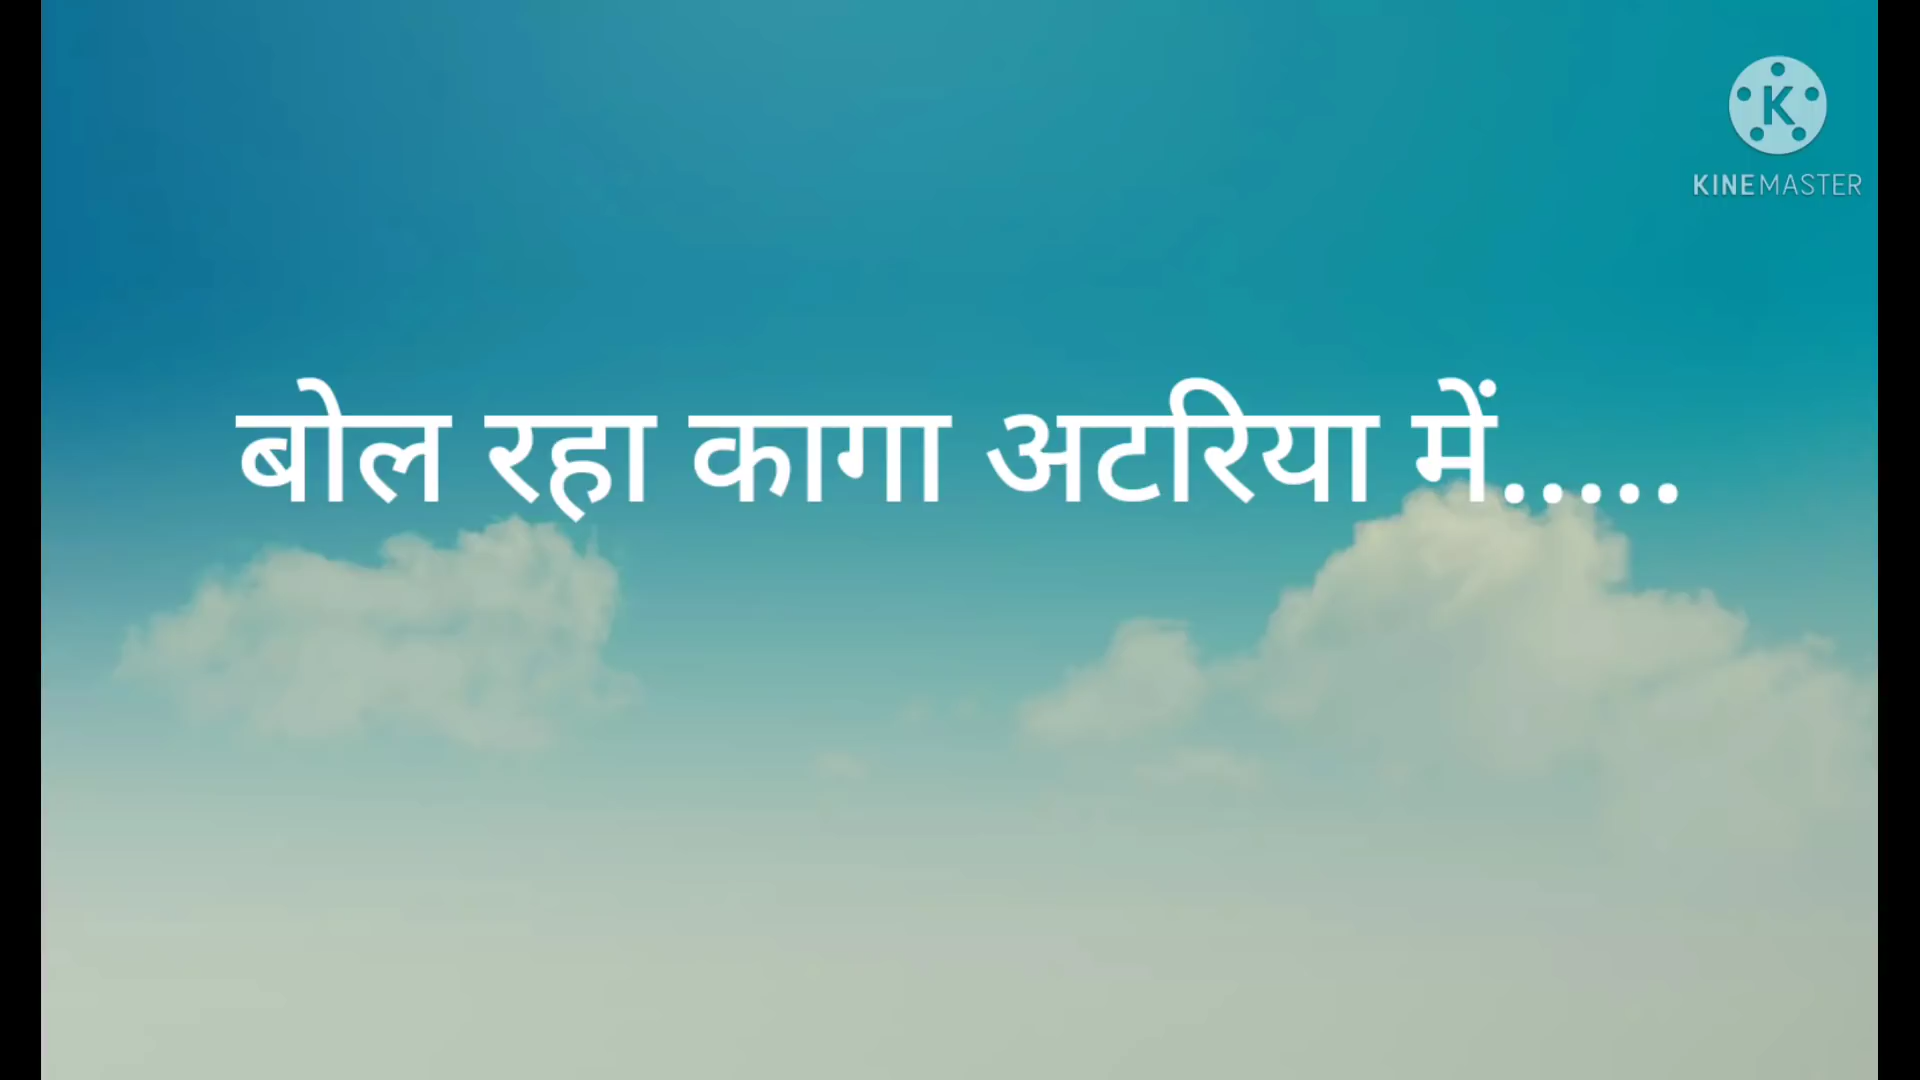 K
KINEMASTER
बोल रहा कागा अटरिया में.....